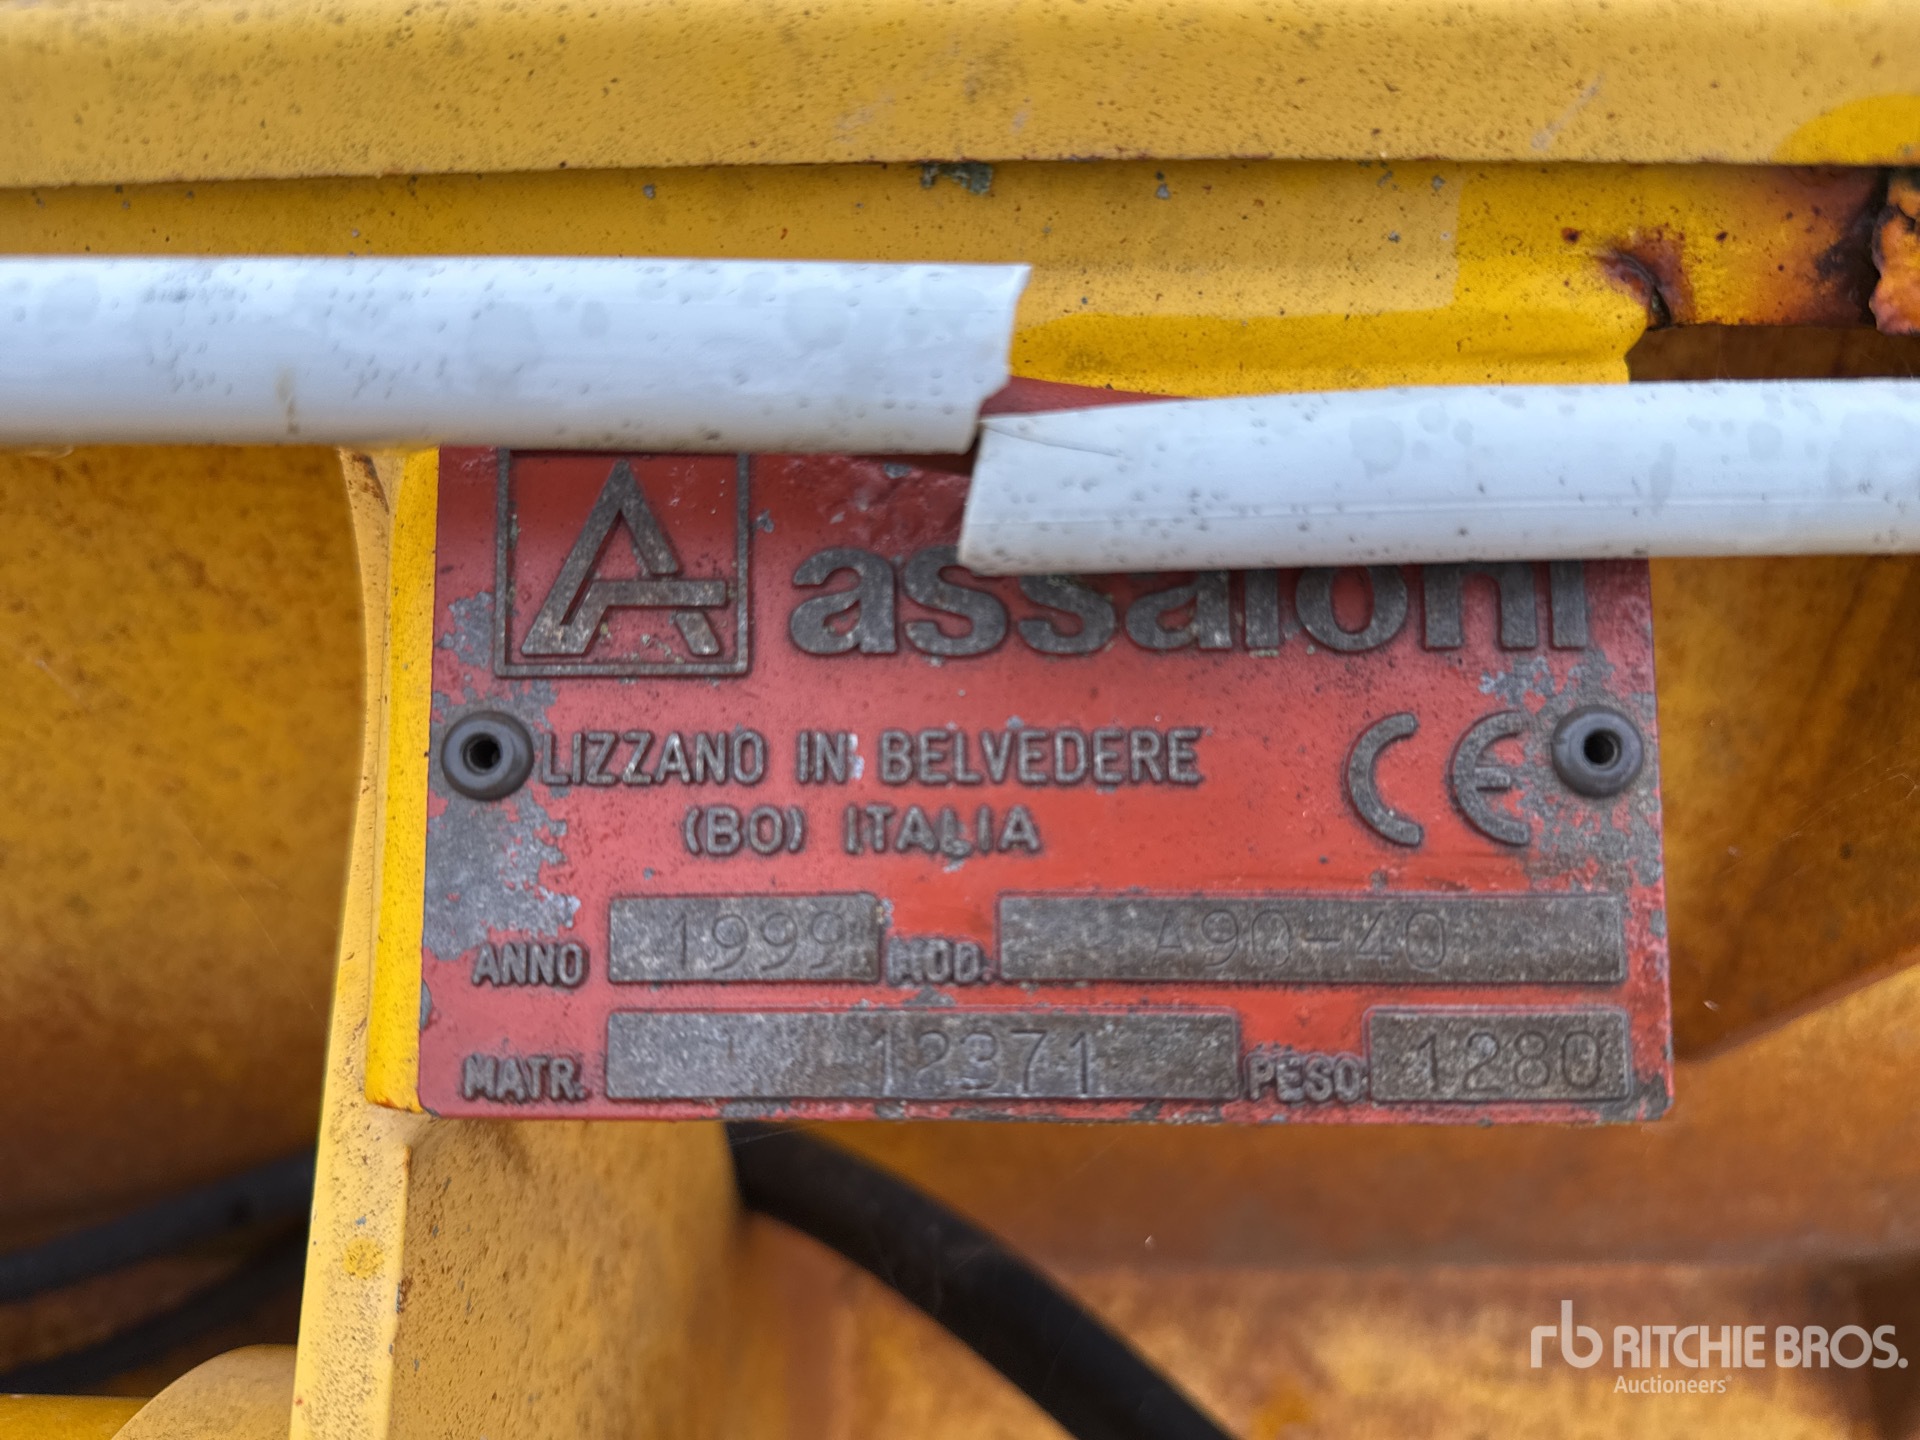 A assaloni
LIZZANO IN BELVEDERE CE
(BO) ITALIA
ANNO 1999 MOD. A90-40
MATR. 12371 PESO 1280
rb RITCHIE BROS.
Auctioneers